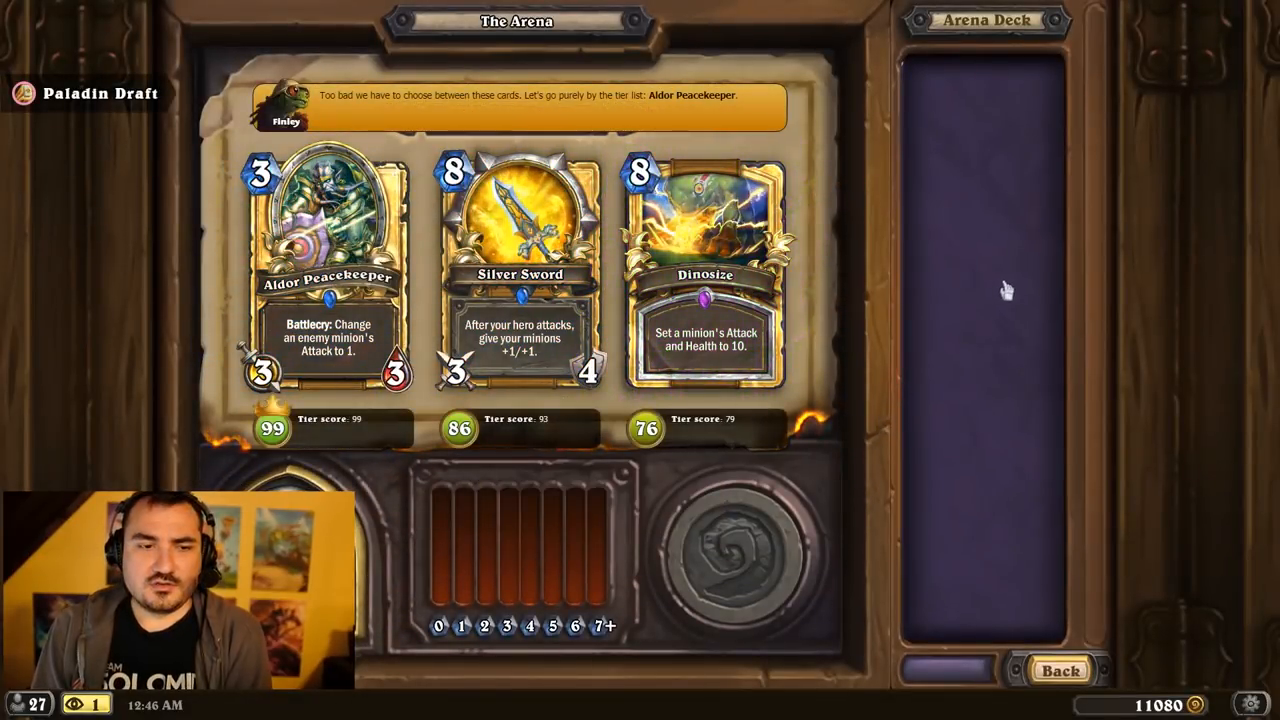 The Arena
Arena Deck
Paladin Draft
Too bad we have to choose between these cards. Let's go purely by the tier list: Aldor Peacekeeper.
Finley
3
8
8
Aldor Peacekeeper
Silver Sword
Dinosize
Battlecry: Change
an enemy minion's
Attack to 1.
After your hero attacks,
give your minions
+1/+1.
Set a minion's Attack
and Health to 10.
3
3
3
4
99
Tier score: 99
86
Tier score: 93
76
Tier score: 79
0 1 2 3 4 5 6 7+
I AM
Back
27
1
12:46 AM
11080